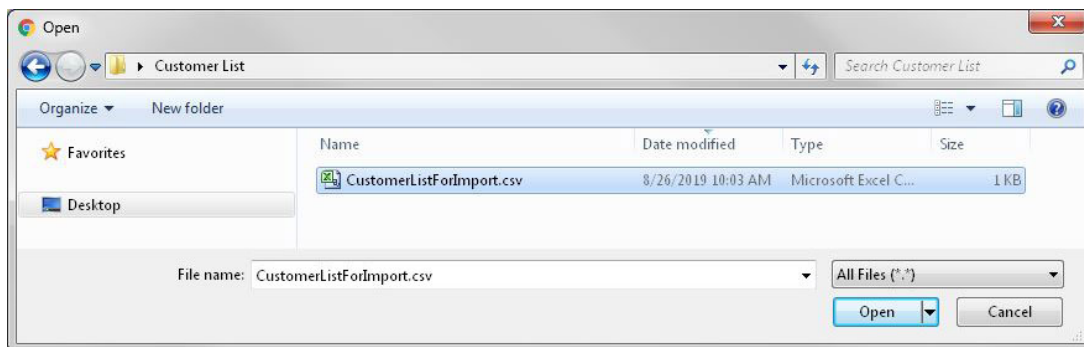 Open
Customer List
Search Customer List
Organize
New folder
Favorites
Desktop
Name
Date modified
Type
Size
CustomerListForImport.csv
8/26/2019 10:03 AM
Microsoft Excel C...
1 KB
File name:
CustomerListForImport.csv
All Files (*.*)
Open
Cancel